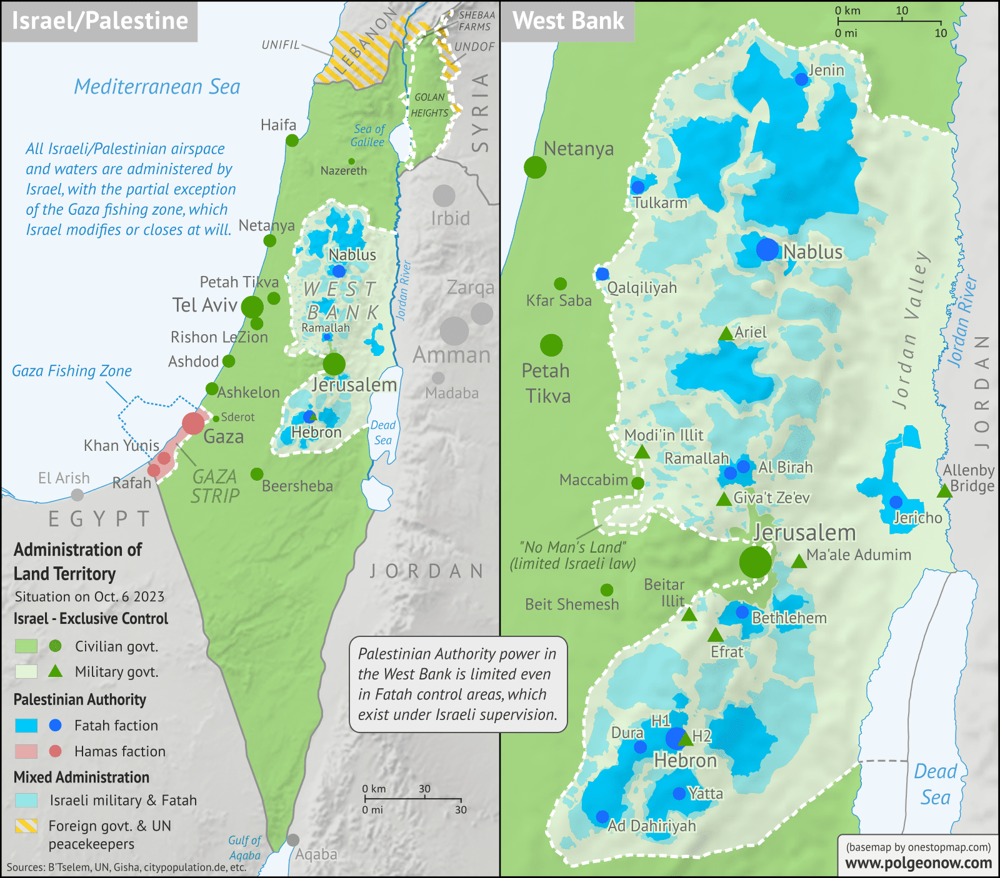 Israel/Palestine
LEBANON
SHEBAA
FARMS
UNIFIL
UNDOF
Mediterranean Sea
SYRIA
GOLAN
HEIGHTS
Haifa
Sea of
Galilee
All Israeli/Palestinian airspace
and waters are administered by
Israel, with the partial exception
of the Gaza fishing zone, which
Israel modifies or closes at will.
Nazereth
Irbid
Netanya
Nablus
Petah Tikva
WEST
BANK
Jordan River
Zarqa
Tel Aviv
Ramallah
Rishon LeZion
Amman
Ashdod
Gaza Fishing Zone
Jerusalem
Madaba
Ashkelon
Sderot
Gaza
Hebron
Dead
Sea
Khan Yunis
GAZA
STRIP
El Arish
Rafah
Beersheba
EGYPT
JORDAN
Administration of
Land Territory
Situation on Oct. 6 2023
Israel - Exclusive Control
Civilian govt.
Military govt.
Palestinian Authority
Fatah faction
Hamas faction
Mixed Administration
Israeli military & Fatah
Foreign govt. & UN
peacekeepers
Sources: B'Tselem, UN, Gisha, citypopulation.de, etc.
Palestinian Authority power in
the West Bank is limited even
in Fatah control areas, which
exist under Israeli supervision.
0 km 30
0 mi 30
Gulf of
Aqaba
Aqaba
West Bank
0 km 10
0 mi 10
Jenin
Netanya
Tulkarm
Nablus
Qalqiliyah
Kfar Saba
Jordan Valley
Jordan River
JORDAN
Ariel
Petah
Tikva
Modi'in Illit
Ramallah
Al Birah
Maccabim
Giva't Ze'ev
Allenby
Bridge
Jericho
Jerusalem
"No Man's Land"
(limited Israeli law)
Ma'ale Adumim
Beitar
Illit
Beit Shemesh
Bethlehem
Efrat
H1
Dura
H2
Hebron
Yatta
Dead
Sea
Ad Dahiriyah
(basemap by onestopmap.com)
www.polgeonow.com